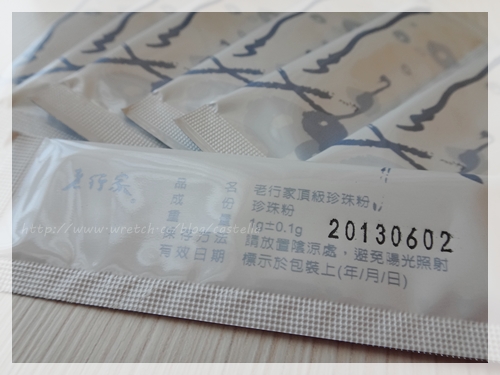 老行家
品名 老行家頂級珍珠粉
成份 珍珠粉
重量 1g±0.1g
保存方法 請放置陰涼處，避免陽光照射
有效日期 標示於包裝上(年/月/日)
20130602